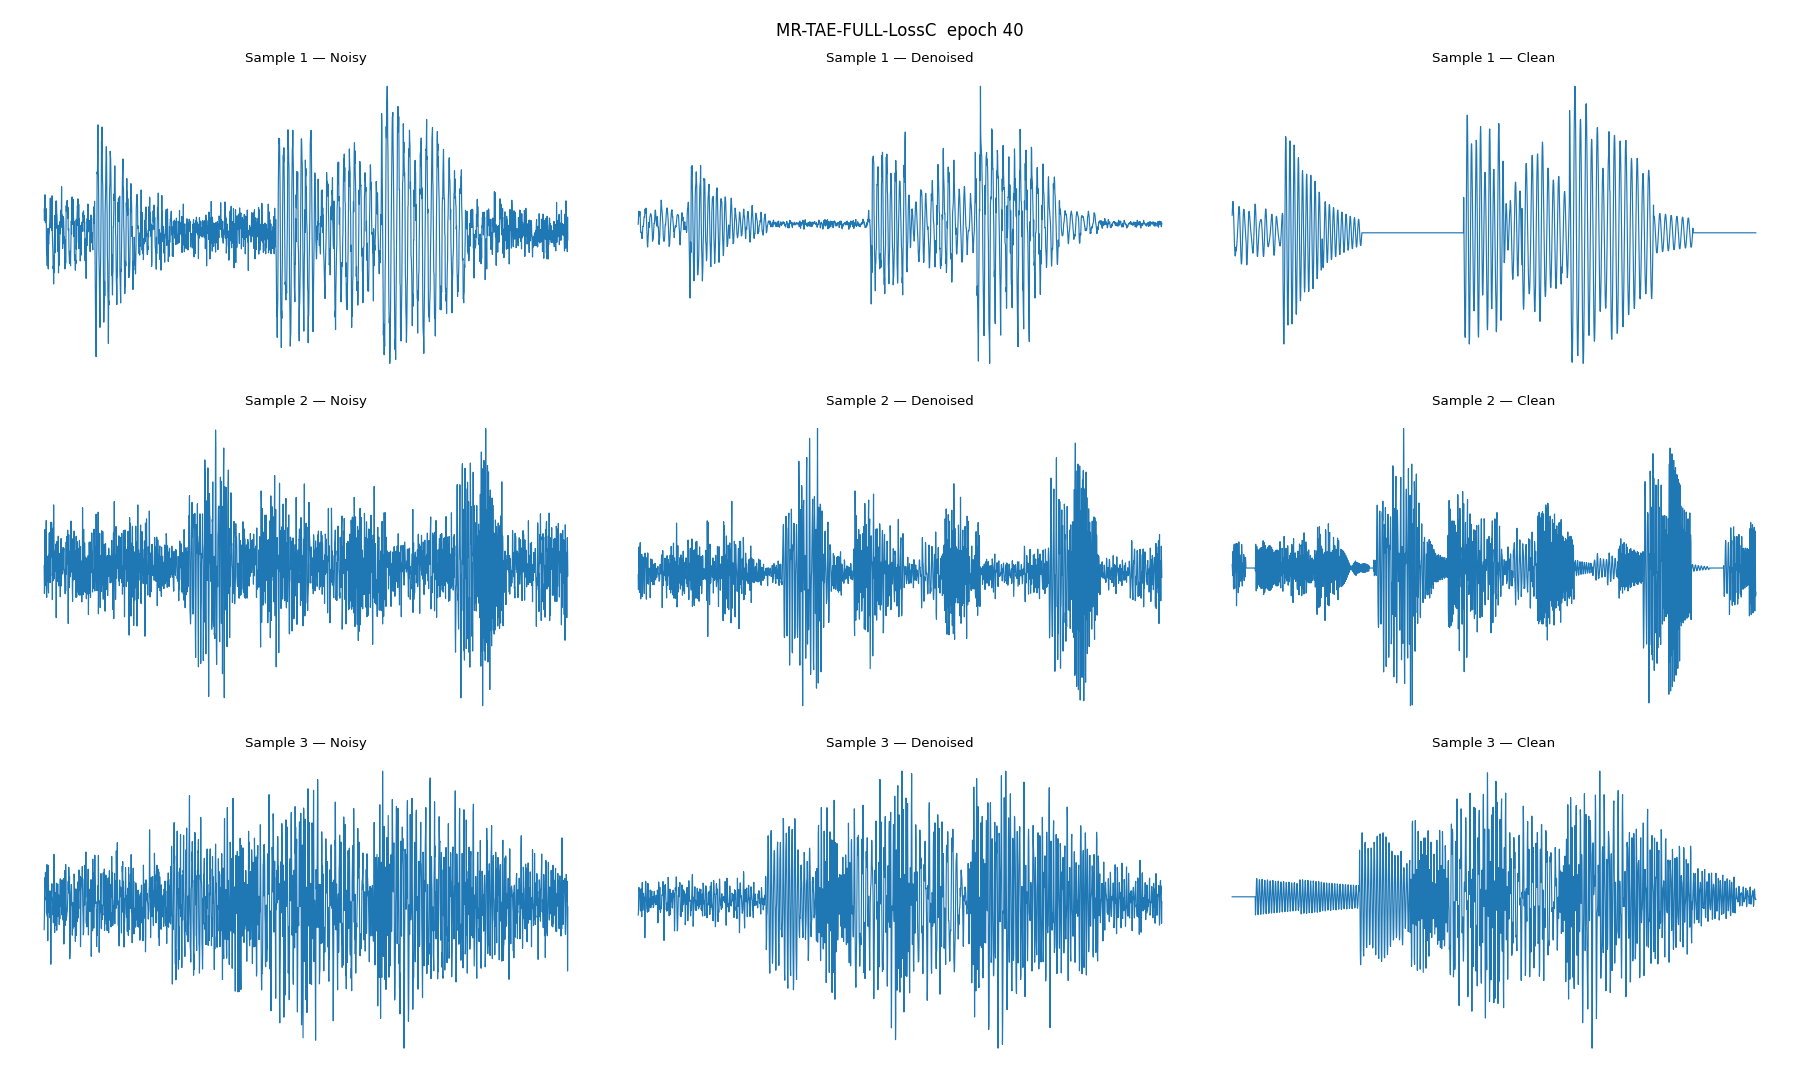 MR-TAE-FULL-LossC  epoch 40
Sample 1 — Noisy
Sample 1 — Denoised
Sample 1 — Clean
Sample 2 — Noisy
Sample 2 — Denoised
Sample 2 — Clean
Sample 3 — Noisy
Sample 3 — Denoised
Sample 3 — Clean